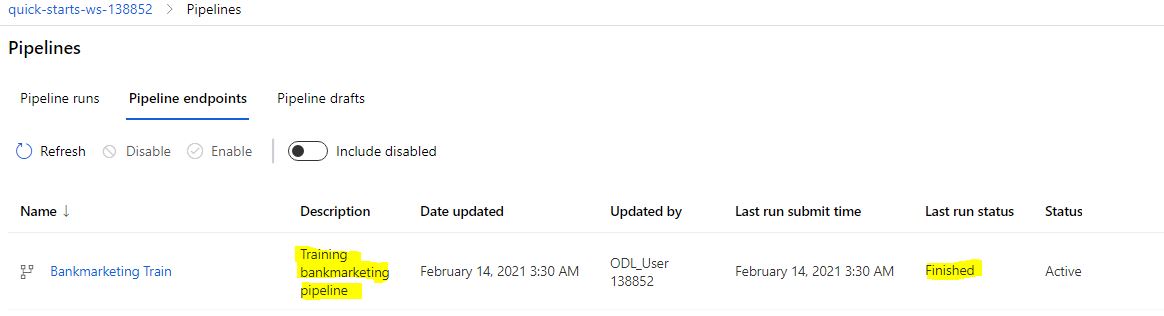 quick-starts-ws-138852 > Pipelines
Pipelines
Pipeline runs Pipeline endpoints Pipeline drafts
Refresh Disable Enable Include disabled
Name ↓ Description Date updated Updated by Last run submit time Last run status Status
Bankmarketing Train
Training
bankmarketing
pipeline
February 14, 2021 3:30 AM
ODL_User
138852
February 14, 2021 3:30 AM
Finished
Active